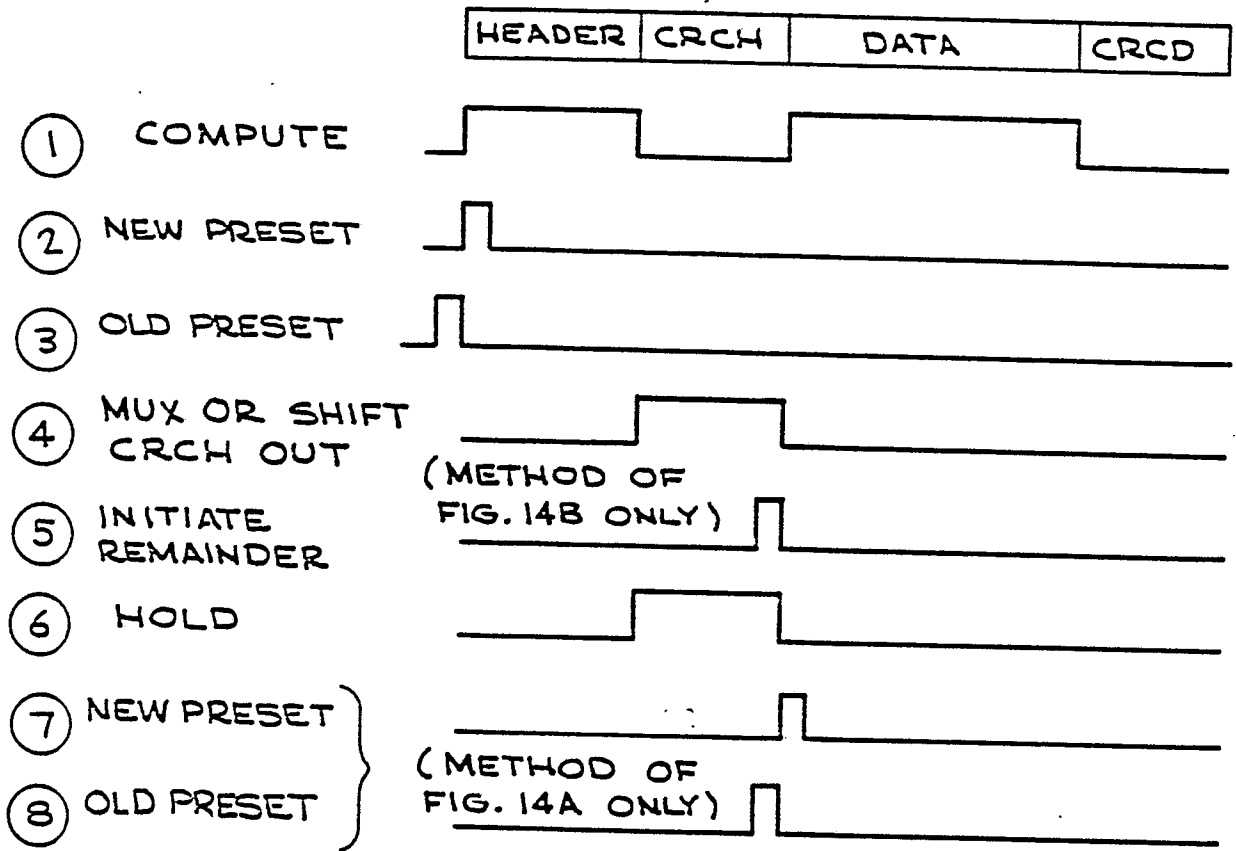 HEADER CRCH DATA CRCD
1 COMPUTE
2 NEW PRESET
3 OLD PRESET
4 MUX OR SHIFT
CRCH OUT
(METHOD OF
FIG. 14B ONLY)
5 INITIATE
REMAINDER
6 HOLD
7 NEW PRESET
8 OLD PRESET
(METHOD OF
FIG. 14A ONLY)